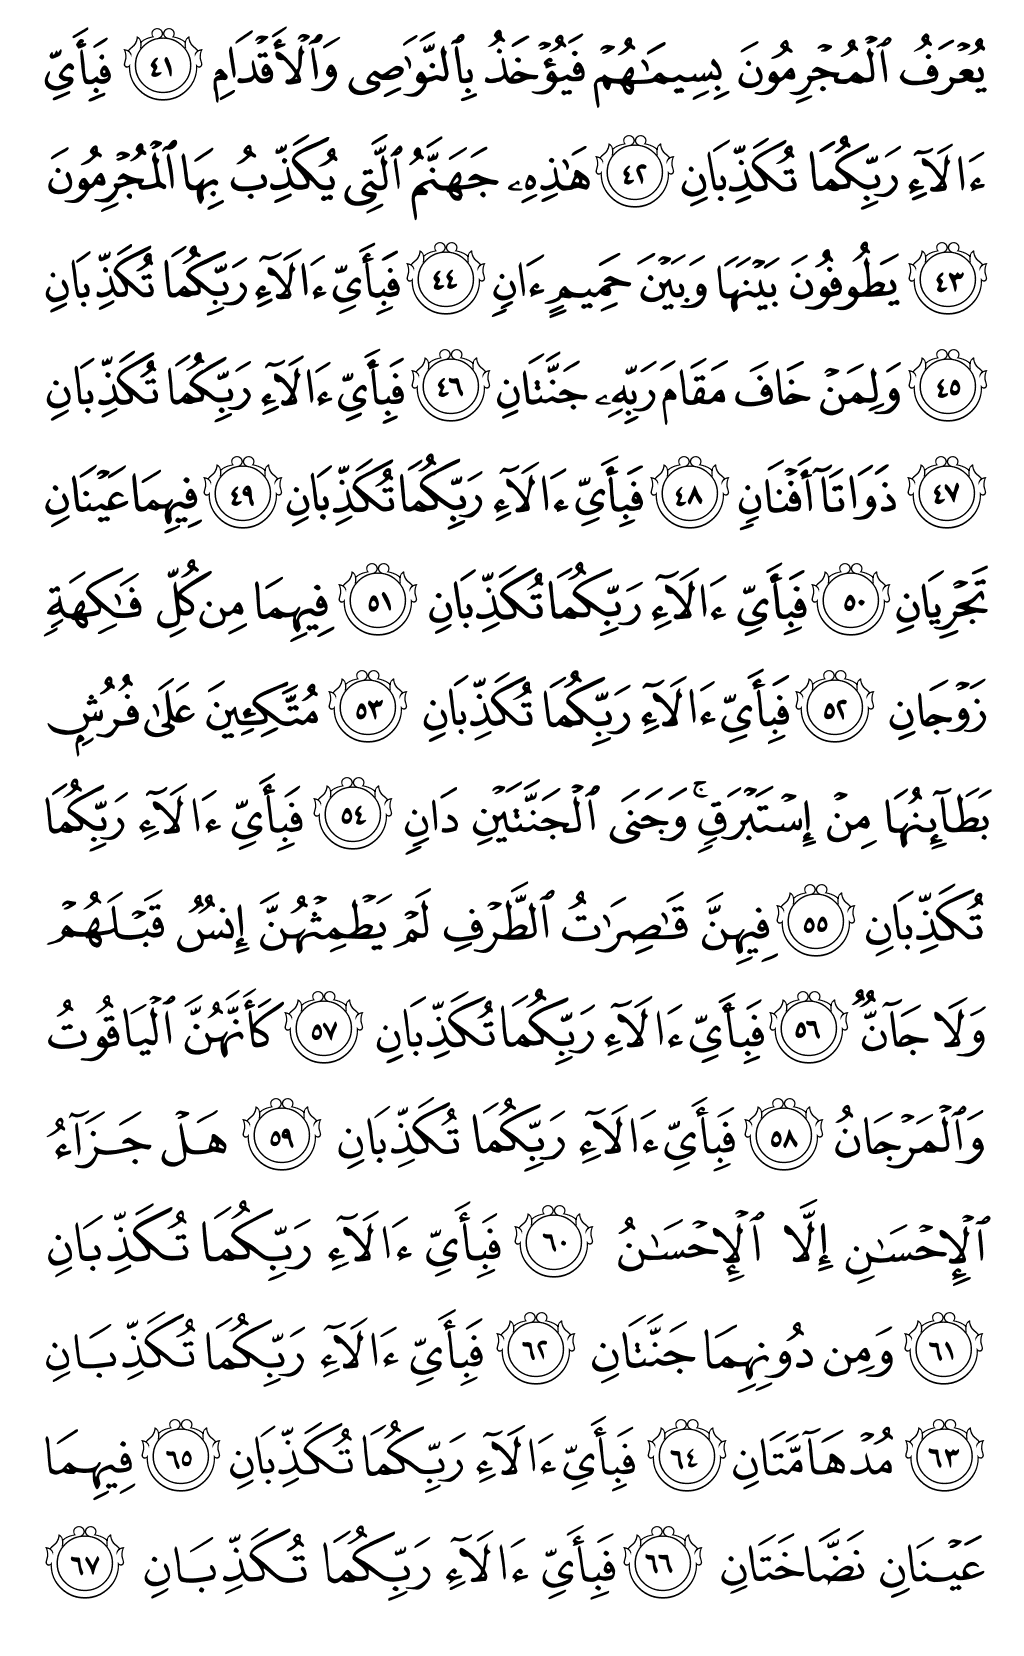 يُعۡرَفُ ٱلۡمُجۡرِمُونَ بِسِيمَٰهُمۡ فَيُؤۡخَذُ بِٱلنَّوَٰصِي وَٱلۡأَقۡدَامِ ٤١ فَبِأَيِّ
ءَالَآءِ رَبِّكُمَا تُكَذِّبَانِ ٤٢ هَٰذِهِۦ جَهَنَّمُ ٱلَّتِي يُكَذِّبُ بِهَا ٱلۡمُجۡرِمُونَ
٤٣ يَطُوفُونَ بَيۡنَهَا وَبَيۡنَ حَمِيمٍ ءَانٖ ٤٤ فَبِأَيِّ ءَالَآءِ رَبِّكُمَا تُكَذِّبَانِ
٤٥ وَلِمَنۡ خَافَ مَقَامَ رَبِّهِۦ جَنَّتَانِ ٤٦ فَبِأَيِّ ءَالَآءِ رَبِّكُمَا تُكَذِّبَانِ
٤٧ ذَوَاتَآ أَفۡنَانٖ ٤٨ فَبِأَيِّ ءَالَآءِ رَبِّكُمَا تُكَذِّبَانِ ٤٩ فِيهِمَا عَيۡنَانِ
تَجۡرِيَانِ ٥٠ فَبِأَيِّ ءَالَآءِ رَبِّكُمَا تُكَذِّبَانِ ٥١ فِيهِمَا مِن كُلِّ فَٰكِهَةٖ
زَوۡجَانِ ٥٢ فَبِأَيِّ ءَالَآءِ رَبِّكُمَا تُكَذِّبَانِ ٥٣ مُتَّكِـِٔينَ عَلَىٰ فُرُشِۭ
بَطَآئِنُهَا مِنۡ إِسۡتَبۡرَقٖۚ وَجَنَى ٱلۡجَنَّتَيۡنِ دَانٖ ٥٤ فَبِأَيِّ ءَالَآءِ رَبِّكُمَا
تُكَذِّبَانِ ٥٥ فِيهِنَّ قَٰصِرَٰتُ ٱلطَّرۡفِ لَمۡ يَطۡمِثۡهُنَّ إِنسٞ قَبۡلَهُمۡ
وَلَا جَآنّٞ ٥٦ فَبِأَيِّ ءَالَآءِ رَبِّكُمَا تُكَذِّبَانِ ٥٧ كَأَنَّهُنَّ ٱلۡيَاقُوتُ
وَٱلۡمَرۡجَانُ ٥٨ فَبِأَيِّ ءَالَآءِ رَبِّكُمَا تُكَذِّبَانِ ٥٩ هَلۡ جَزَآءُ
ٱلۡإِحۡسَٰنِ إِلَّا ٱلۡإِحۡسَٰنُ ٦٠ فَبِأَيِّ ءَالَآءِ رَبِّكُمَا تُكَذِّبَانِ
٦١ وَمِن دُونِهِمَا جَنَّتَانِ ٦٢ فَبِأَيِّ ءَالَآءِ رَبِّكُمَا تُكَذِّبَانِ
٦٣ مُدۡهَآمَّتَانِ ٦٤ فَبِأَيِّ ءَالَآءِ رَبِّكُمَا تُكَذِّبَانِ ٦٥ فِيهِمَا
عَيۡنَانِ نَضَّاخَتَانِ ٦٦ فَبِأَيِّ ءَالَآءِ رَبِّكُمَا تُكَذِّبَانِ ٦٧